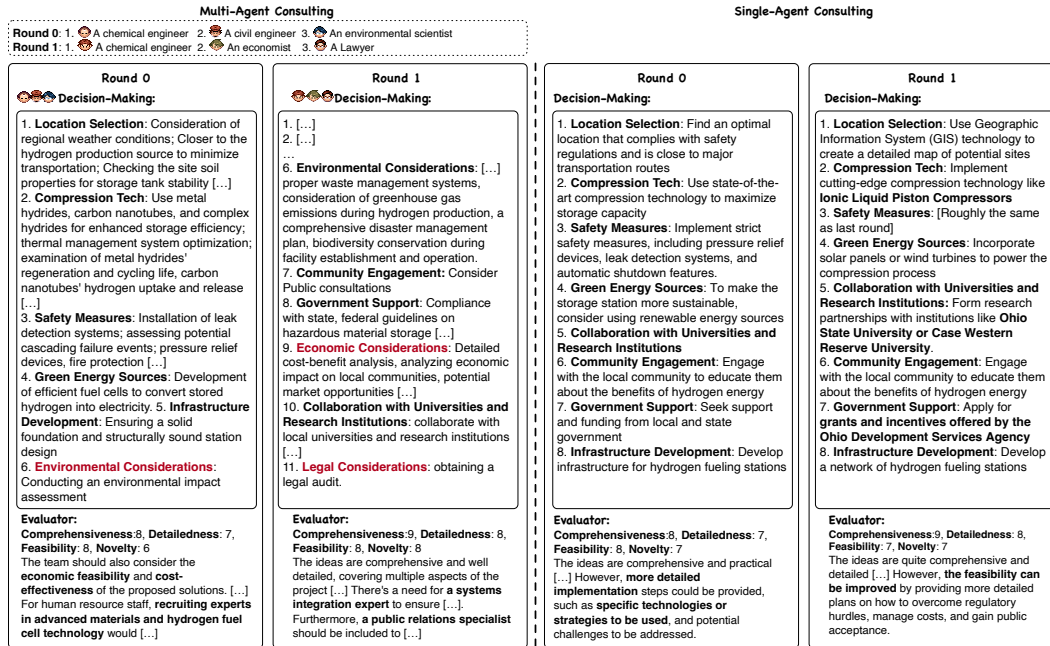 Multi-Agent Consulting
Round 0: 1. A chemical engineer 2. A civil engineer 3. An environmental scientist
Round 1: 1. A chemical engineer 2. An economist 3. A Lawyer
Round 0
Decision-Making:
1. Location Selection: Consideration of
regional weather conditions; Closer to the
hydrogen production source to minimize
transportation; Checking the site soil
properties for storage tank stability [...]
2. Compression Tech: Use metal
hydrides, carbon nanotubes, and complex
hydrides for enhanced storage efficiency;
thermal management system optimization;
examination of metal hydrides'
regeneration and cycling life, carbon
nanotubes' hydrogen uptake and release
[...]
3. Safety Measures: Installation of leak
detection systems; assessing potential
cascading failure events; pressure relief
devices, fire protection [...]
4. Green Energy Sources: Development
of efficient fuel cells to convert stored
hydrogen into electricity. 5. Infrastructure
Development: Ensuring a solid
foundation and structurally sound station
design
6. Environmental Considerations:
Conducting an environmental impact
assessment
Evaluator:
Comprehensiveness:8, Detailedness: 7,
Feasibility: 8, Novelty: 6
The team should also consider the
economic feasibility and cost-
effectiveness of the proposed solutions. [...]
For human resource staff, recruiting experts
in advanced materials and hydrogen fuel
cell technology would [...]
Round 1
Decision-Making:
1. [...]
2. [...]
...
6. Environmental Considerations: [...]
proper waste management systems,
consideration of greenhouse gas
emissions during hydrogen production, a
comprehensive disaster management
plan, biodiversity conservation during
facility establishment and operation.
7. Community Engagement: Consider
Public consultations
8. Government Support: Compliance
with state, federal guidelines on
hazardous material storage [...]
9. Economic Considerations: Detailed
cost-benefit analysis, analyzing economic
impact on local communities, potential
market opportunities [...]
10. Collaboration with Universities and
Research Institutions: collaborate with
local universities and research institutions
[...]
11. Legal Considerations: obtaining a
legal audit.
Evaluator:
Comprehensiveness:9, Detailedness: 8,
Feasibility: 8, Novelty: 8
The ideas are comprehensive and well
detailed, covering multiple aspects of the
project [...] There's a need for a systems
integration expert to ensure [...].
Furthermore, a public relations specialist
should be included to [...]
Single-Agent Consulting
Round 0
Decision-Making:
1. Location Selection: Find an optimal
location that complies with safety
regulations and is close to major
transportation routes
2. Compression Tech: Use state-of-the-
art compression technology to maximize
storage capacity
3. Safety Measures: Implement strict
safety measures, including pressure relief
devices, leak detection systems, and
automatic shutdown features.
4. Green Energy Sources: To make the
storage station more sustainable,
consider using renewable energy sources
5. Collaboration with Universities and
Research Institutions
6. Community Engagement: Engage
with the local community to educate them
about the benefits of hydrogen energy
7. Government Support: Seek support
and funding from local and state
government
8. Infrastructure Development: Develop
infrastructure for hydrogen fueling stations
Evaluator:
Comprehensiveness:8, Detailedness: 7,
Feasibility: 8, Novelty: 7
The ideas are comprehensive and practical
[...] However, more detailed
implementation steps could be provided,
such as specific technologies or
strategies to be used, and potential
challenges to be addressed.
Round 1
Decision-Making:
1. Location Selection: Use Geographic
Information System (GIS) technology to
create a detailed map of potential sites
2. Compression Tech: Implement
cutting-edge compression technology like
Ionic Liquid Piston Compressors
3. Safety Measures: [Roughly the same
as last round]
4. Green Energy Sources: Incorporate
solar panels or wind turbines to power the
compression process
5. Collaboration with Universities and
Research Institutions: Form research
partnerships with institutions like Ohio
State University or Case Western
Reserve University.
6. Community Engagement: Engage
with the local community to educate them
about the benefits of hydrogen energy
7. Government Support: Apply for
grants and incentives offered by the
Ohio Development Services Agency
8. Infrastructure Development: Develop
a network of hydrogen fueling stations
Evaluator:
Comprehensiveness:9, Detailedness: 8,
Feasibility: 7, Novelty: 7
The ideas are quite comprehensive and
detailed [...] However, the feasibility can
be improved by providing more detailed
plans on how to overcome regulatory
hurdles, manage costs, and gain public
acceptance.